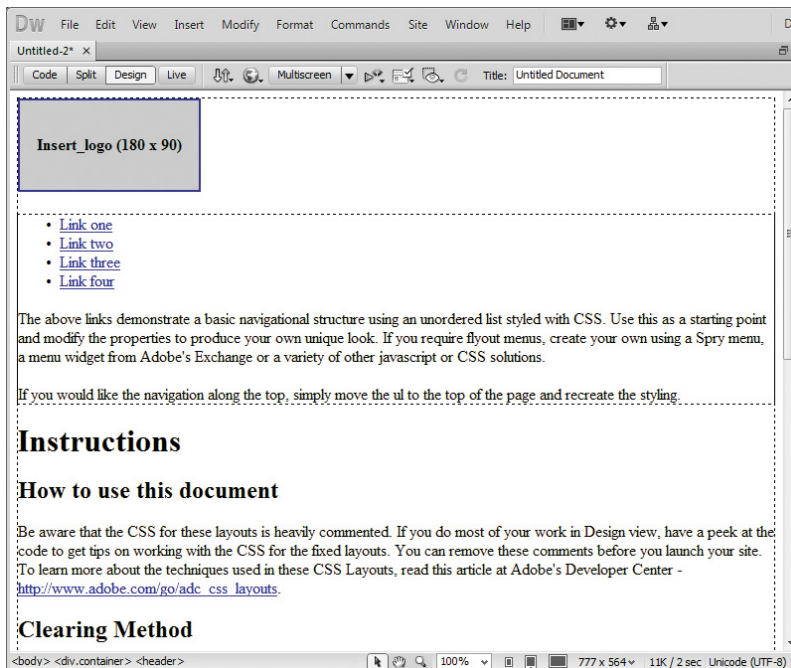 Dw File Edit View Insert Modify Format Commands Site Window Help D
Untitled-2* ×
Code Split Design Live Multiscreen Title: Untitled Document
Insert_logo (180 x 90)
• Link one
• Link two
• Link three
• Link four
The above links demonstrate a basic navigational structure using an unordered list styled with CSS. Use this as a starting point
and modify the properties to produce your own unique look. If you require flyout menus, create your own using a Spry menu,
a menu widget from Adobe's Exchange or a variety of other javascript or CSS solutions.
If you would like the navigation along the top, simply move the ul to the top of the page and recreate the styling.
Instructions
How to use this document
Be aware that the CSS for these layouts is heavily commented. If you do most of your work in Design view, have a peek at the
code to get tips on working with the CSS for the fixed layouts. You can remove these comments before you launch your site.
To learn more about the techniques used in these CSS Layouts, read this article at Adobe's Developer Center -
http://www.adobe.com/go/adc_css_layouts.
Clearing Method
<body> <div.container> <header> 100% 777 x 564 11K / 2 sec Unicode (UTF-8)